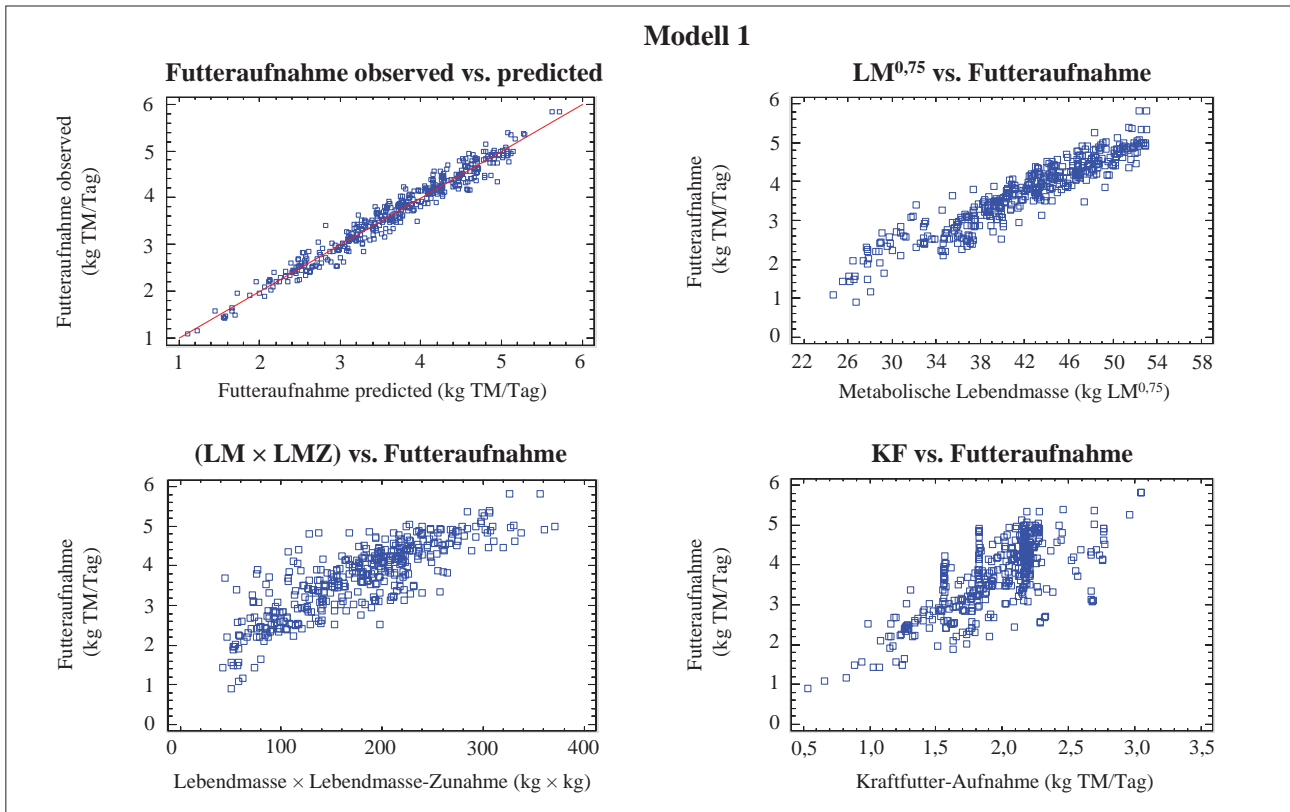 Modell 1
Futteraufnahme observed vs. predicted
Futteraufnahme observed
(kg TM/Tag)
6
5
4
3
2
1
1 2 3 4 5 6
Futteraufnahme predicted (kg TM/Tag)
LM0,75 vs. Futteraufnahme
Futteraufnahme
(kg TM/Tag)
6
5
4
3
2
1
0
22 26 30 34 38 42 46 50 54 58
Metabolische Lebendmasse (kg LM0,75)
(LM × LMZ) vs. Futteraufnahme
Futteraufnahme
(kg TM/Tag)
6
5
4
3
2
1
0
0 100 200 300 400
Lebendmasse × Lebendmasse-Zunahme (kg × kg)
KF vs. Futteraufnahme
Futteraufnahme
(kg TM/Tag)
6
5
4
3
2
1
0
0,5 1,0 1,5 2,0 2,5 3,0 3,5
Kraftfutter-Aufnahme (kg TM/Tag)